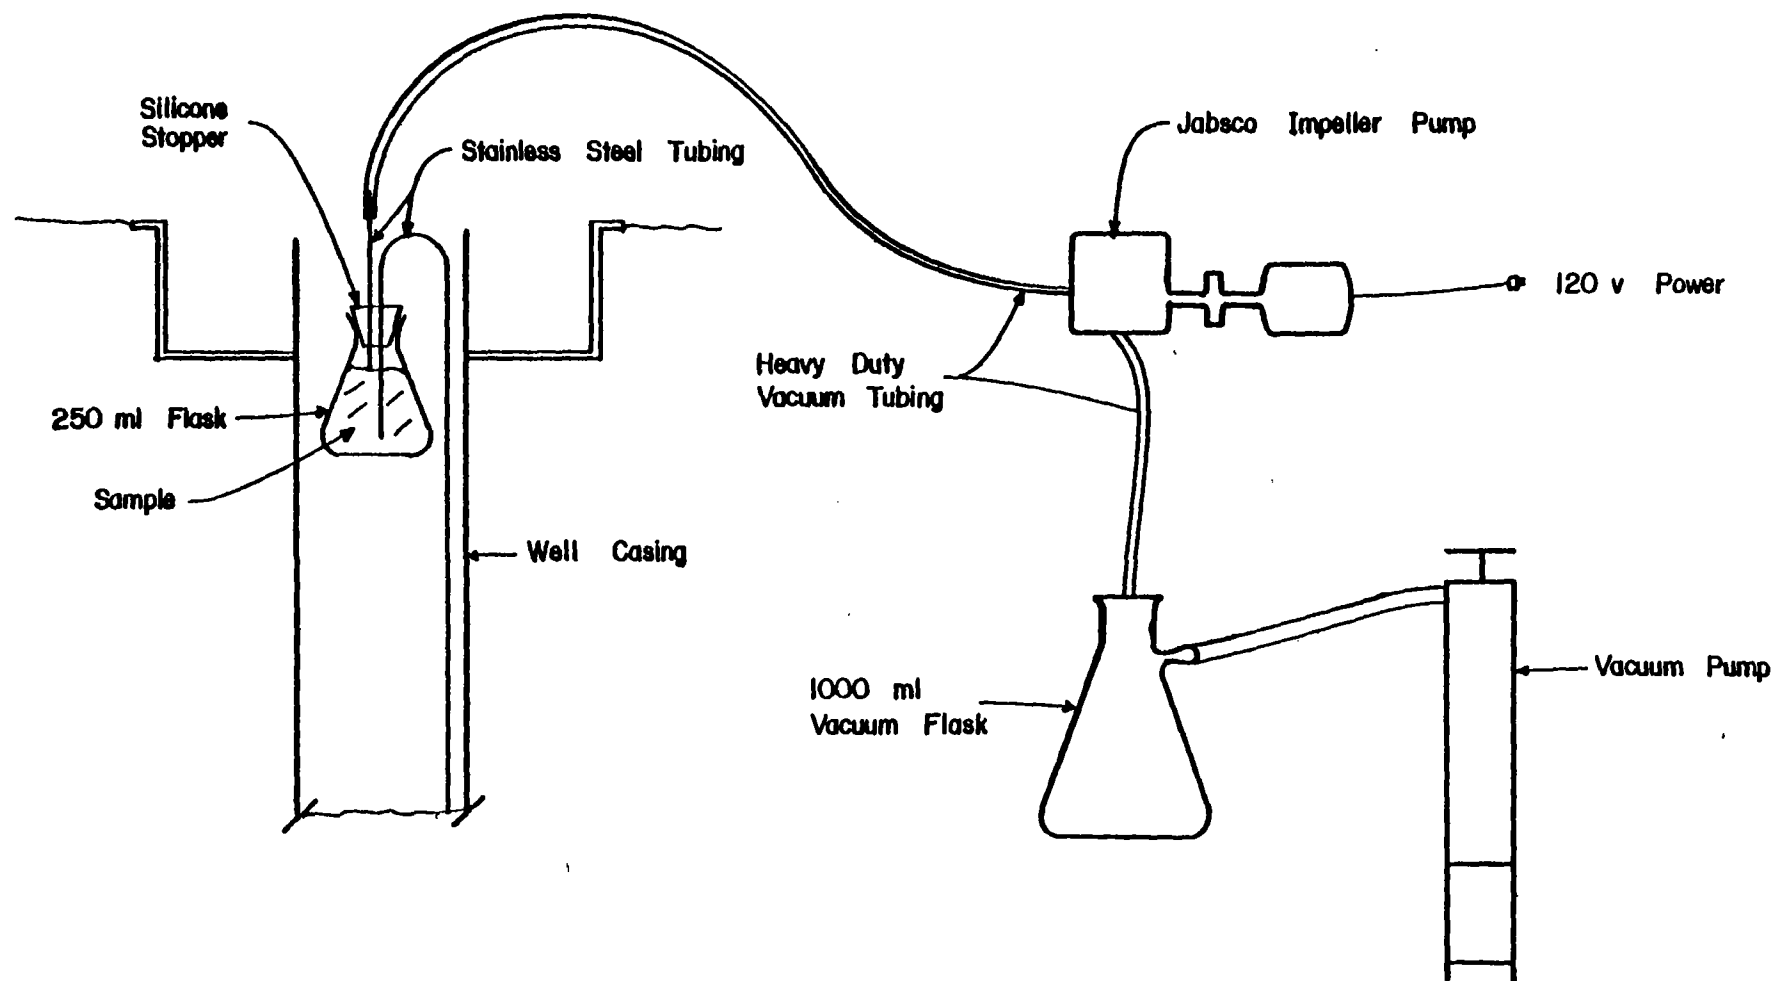 Silicone
Stopper
Stainless Steel Tubing
Jabsco Impeller Pump
120 v Power
Heavy Duty
Vacuum Tubing
250 ml Flask
Sample
Well Casing
1000 ml
Vacuum Flask
Vacuum Pump